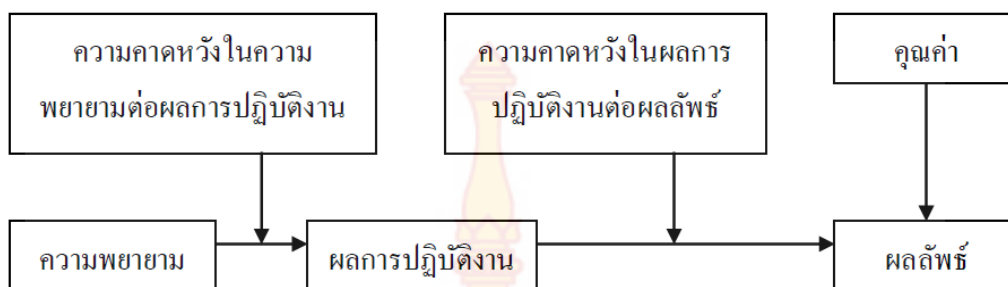 ความคาดหวังในความ
พยายามต่อผลการปฏิบัติงาน
ความคาดหวังในผลการ
ปฏิบัติงานต่อผลลัพธ์
คุณค่า
ความพยายาม
ผลการปฏิบัติงาน
ผลลัพธ์